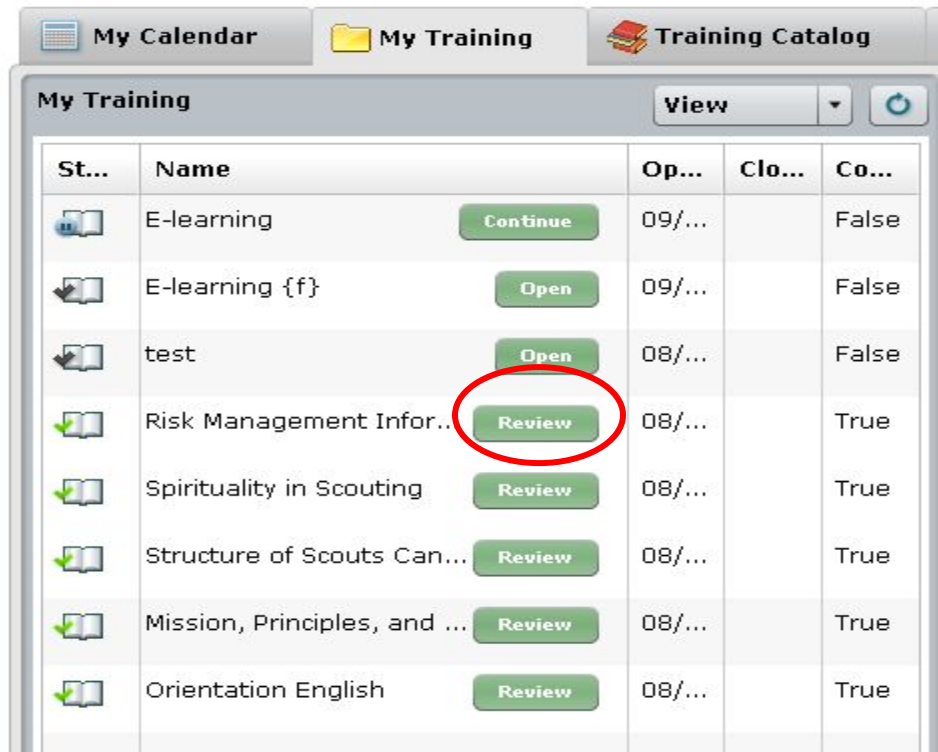 My Calendar My Training Training Catalog
My Training View
St... Name Op... Clo... Co...
E-learning Continue 09/... False
E-learning {f} Open 09/... False
test Open 08/... False
Risk Management Infor... Review 08/... True
Spirituality in Scouting Review 08/... True
Structure of Scouts Can... Review 08/... True
Mission, Principles, and ... Review 08/... True
Orientation English Review 08/... True